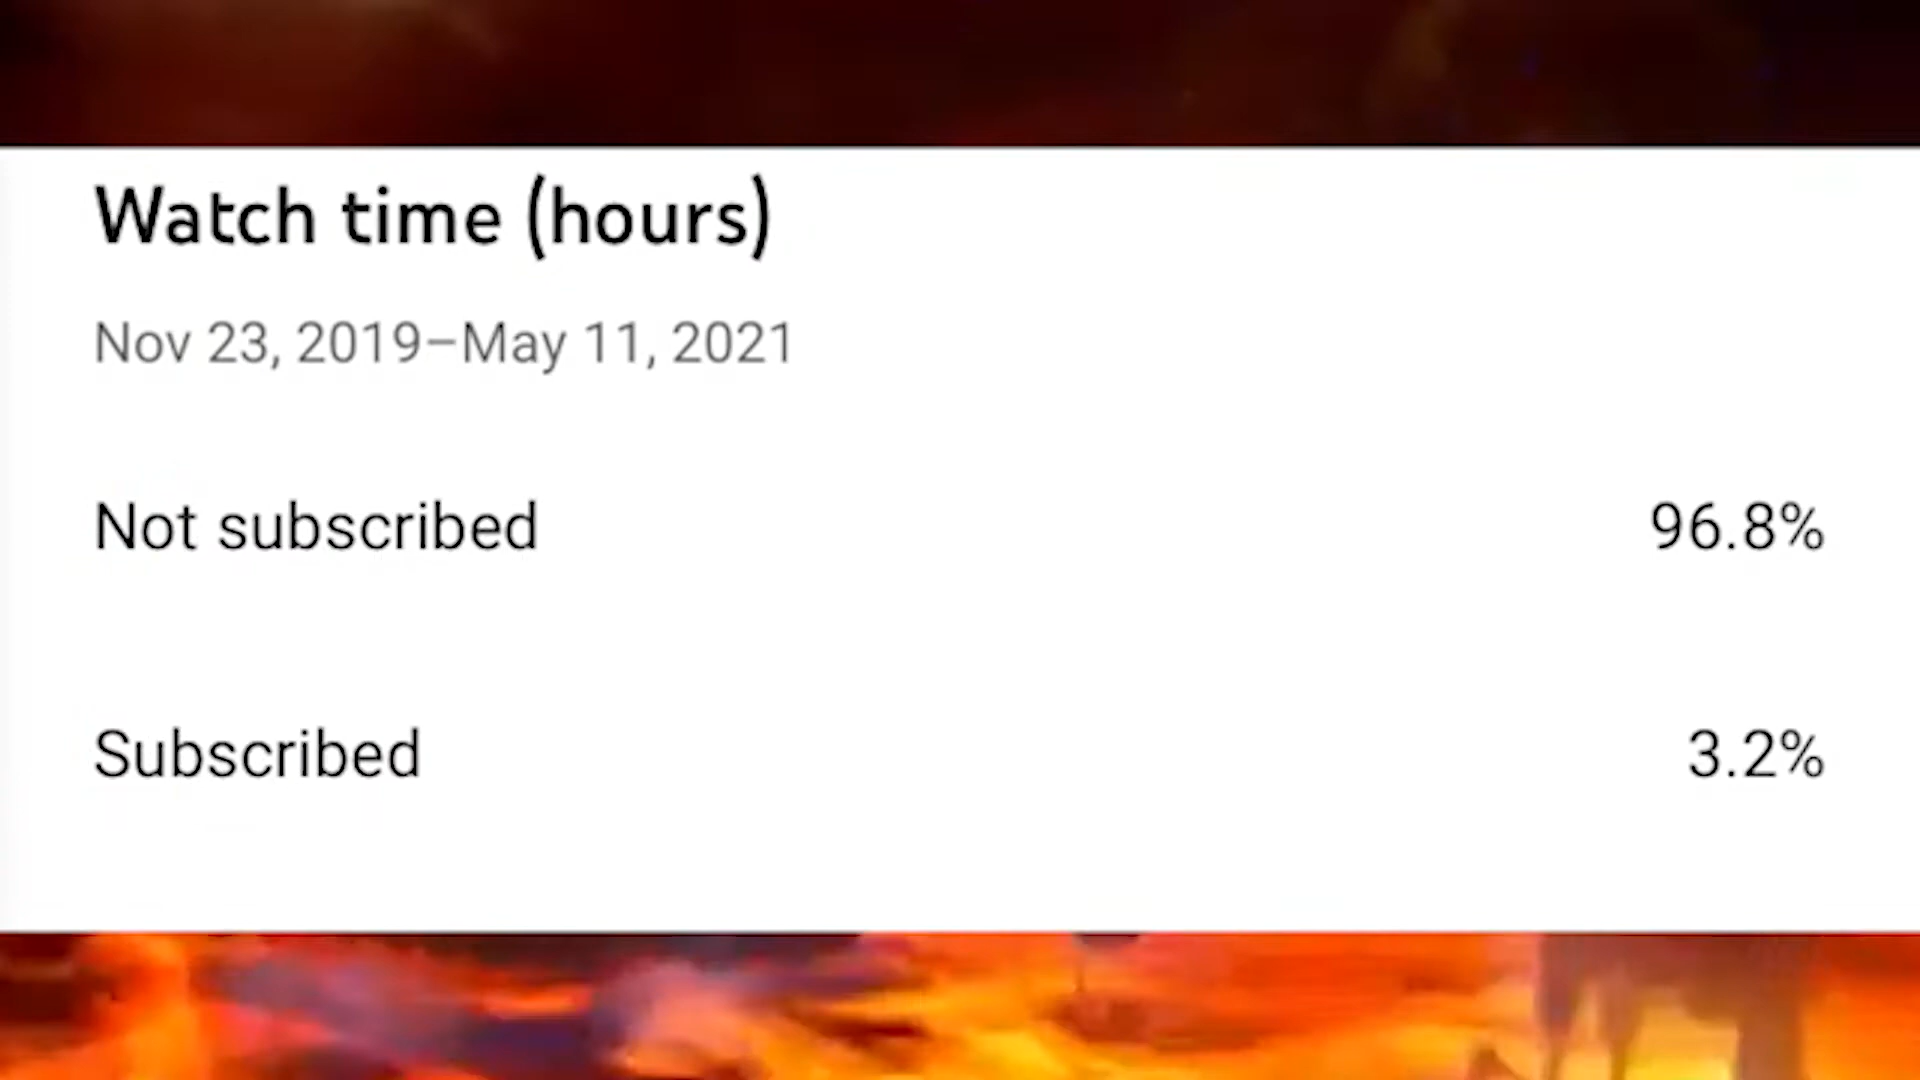 Watch time (hours)
Nov 23, 2019–May 11, 2021
Not subscribed 96.8%
Subscribed 3.2%